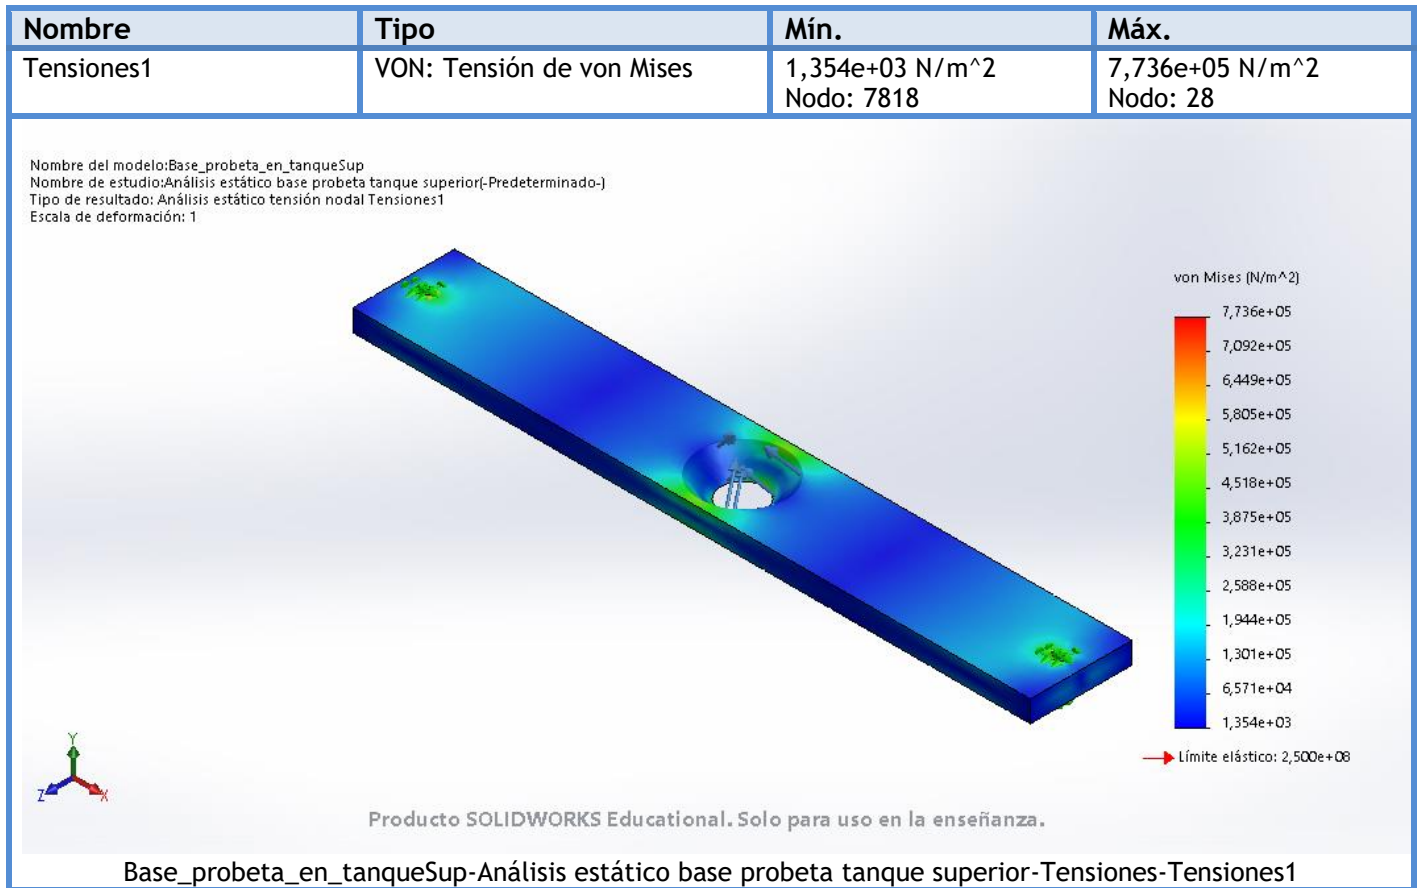 Nombre Tipo Mín. Máx.
Tensiones1 VON: Tensión de von Mises 1,354e+03 N/m^2 7,736e+05 N/m^2
Nodo: 7818 Nodo: 28
Nombre del modelo:Base_probeta_en_tanqueSup
Nombre de estudio:Análisis estático base probeta tanque superior(-Predeterminado-)
Tipo de resultado: Análisis estático tensión nodal Tensiones1
Escala de deformación: 1
von Mises (N/m^2)
7,736e+05
7,092e+05
6,449e+05
5,805e+05
5,162e+05
4,518e+05
3,875e+05
3,231e+05
2,588e+05
1,944e+05
1,301e+05
6,571e+04
1,354e+03
Límite elástico: 2,500e+08
Y
Z X
Producto SOLIDWORKS Educational. Solo para uso en la enseñanza.
Base_probeta_en_tanqueSup-Análisis estático base probeta tanque superior-Tensiones-Tensiones1